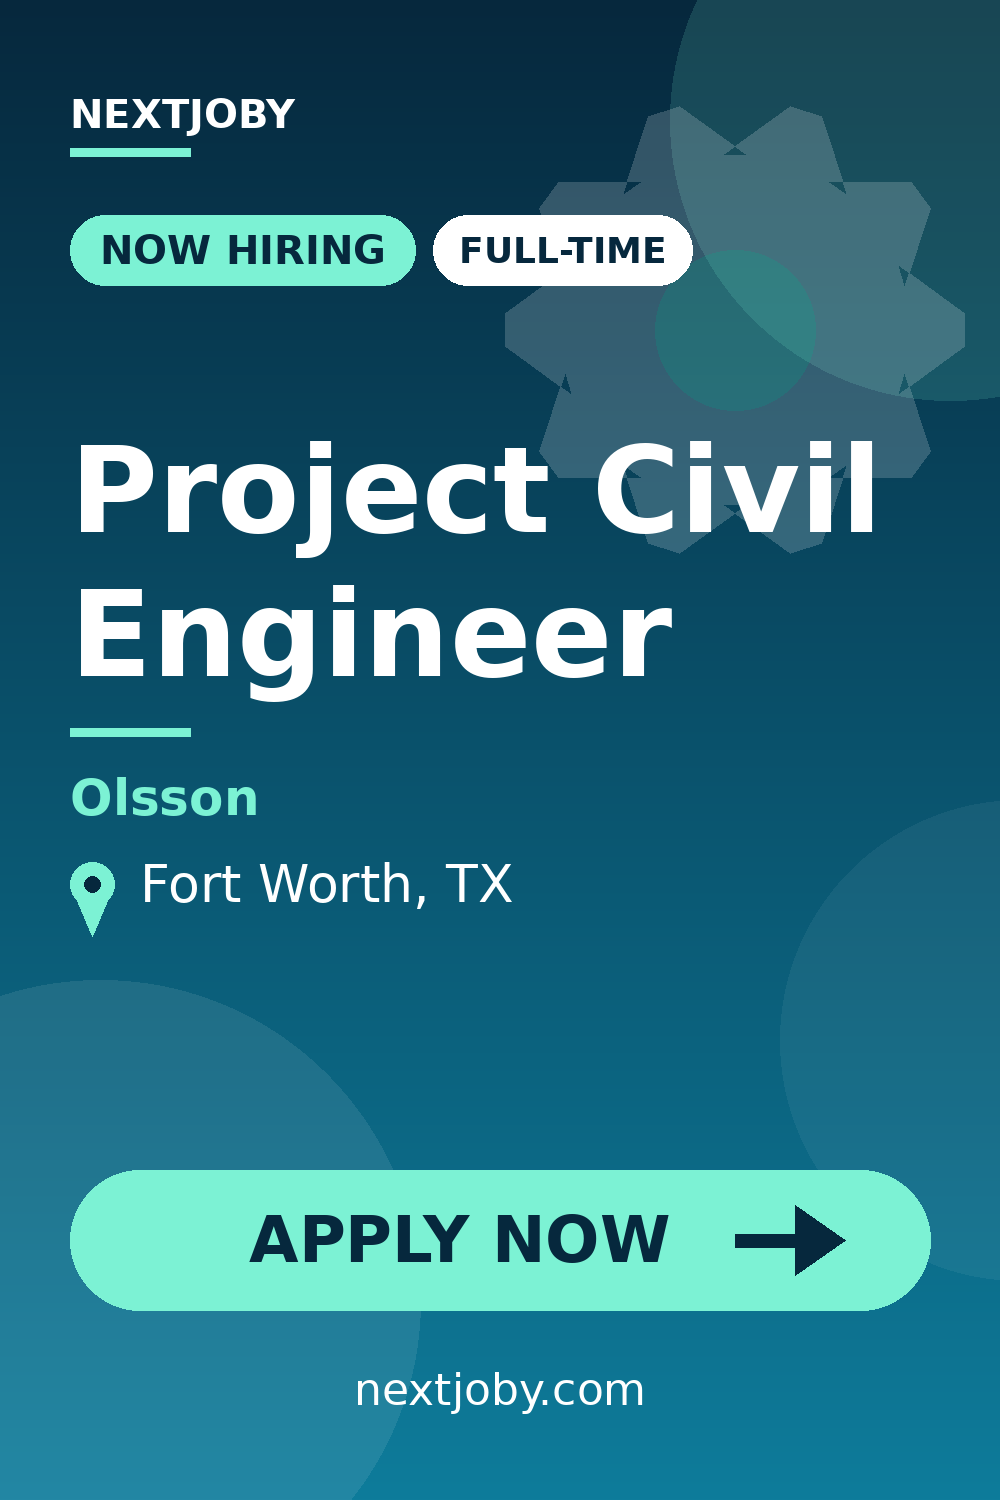 NEXTJOBY
NOW HIRING FULL-TIME
Project Civil
Engineer
Olsson
Fort Worth, TX
APPLY NOW
nextjoby.com